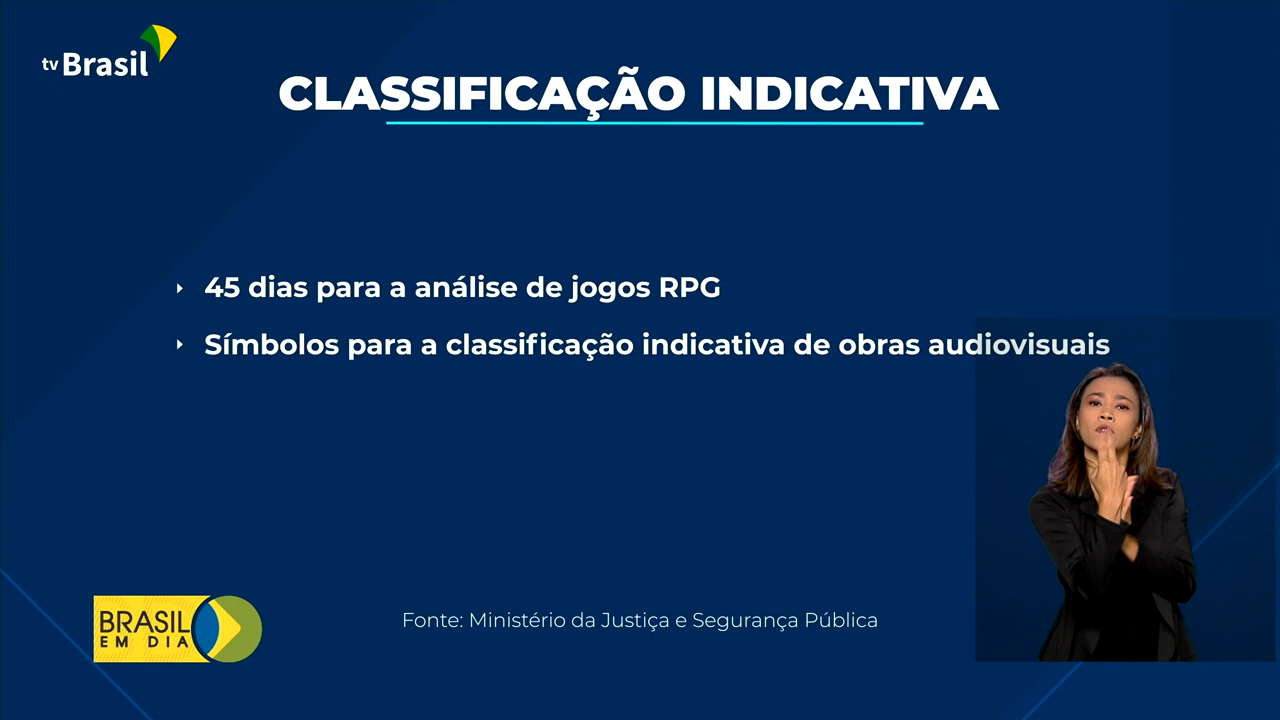 tv Brasil
CLASSIFICAÇÃO INDICATIVA
45 dias para a análise de jogos RPG
Símbolos para a classificação indicativa de obras audiovisuais
BRASIL
EM DIA
Fonte: Ministério da Justiça e Segurança Pública